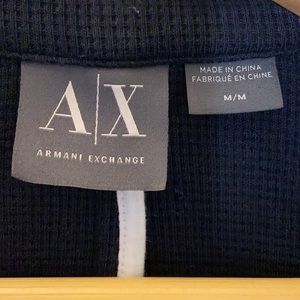 A|X
ARMANI EXCHANGE
MADE IN CHINA
FABRIQUÉ EN CHINE
M/M